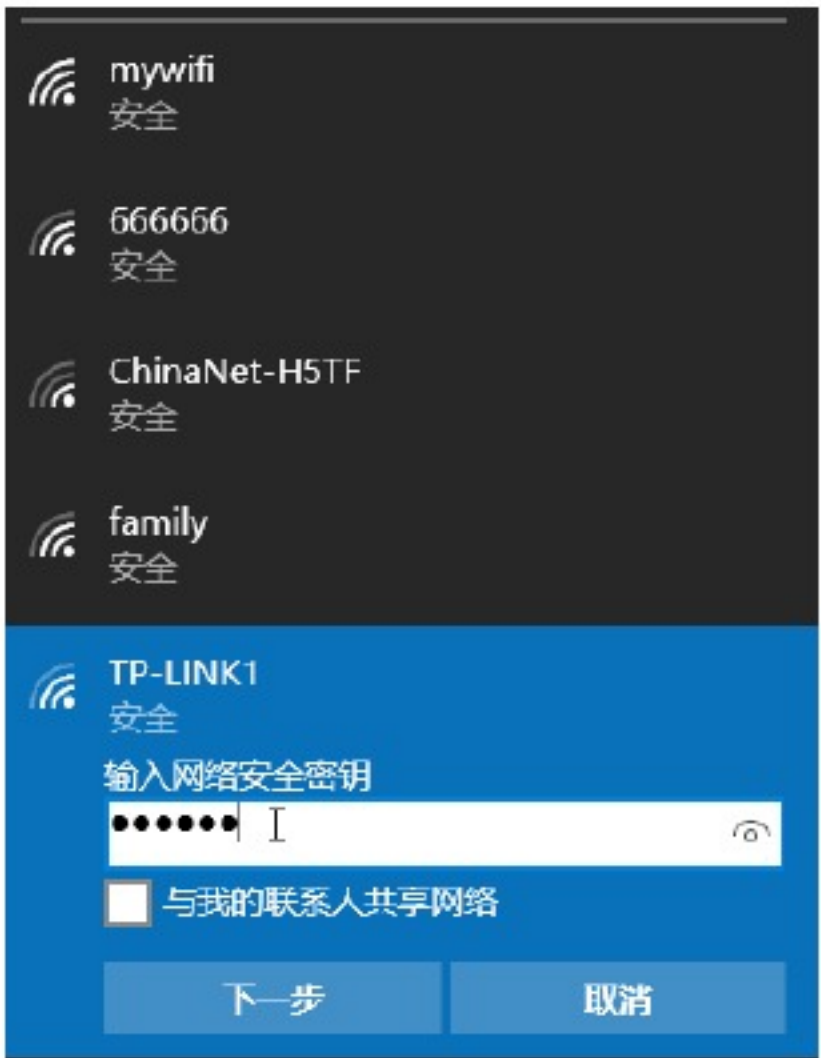 mywifi
安全
666666
安全
ChinaNet-H5TF
安全
family
安全
TP-LINK1
安全
输入网络安全密钥
●●●●●●
与我的联系人共享网络
下一步 取消